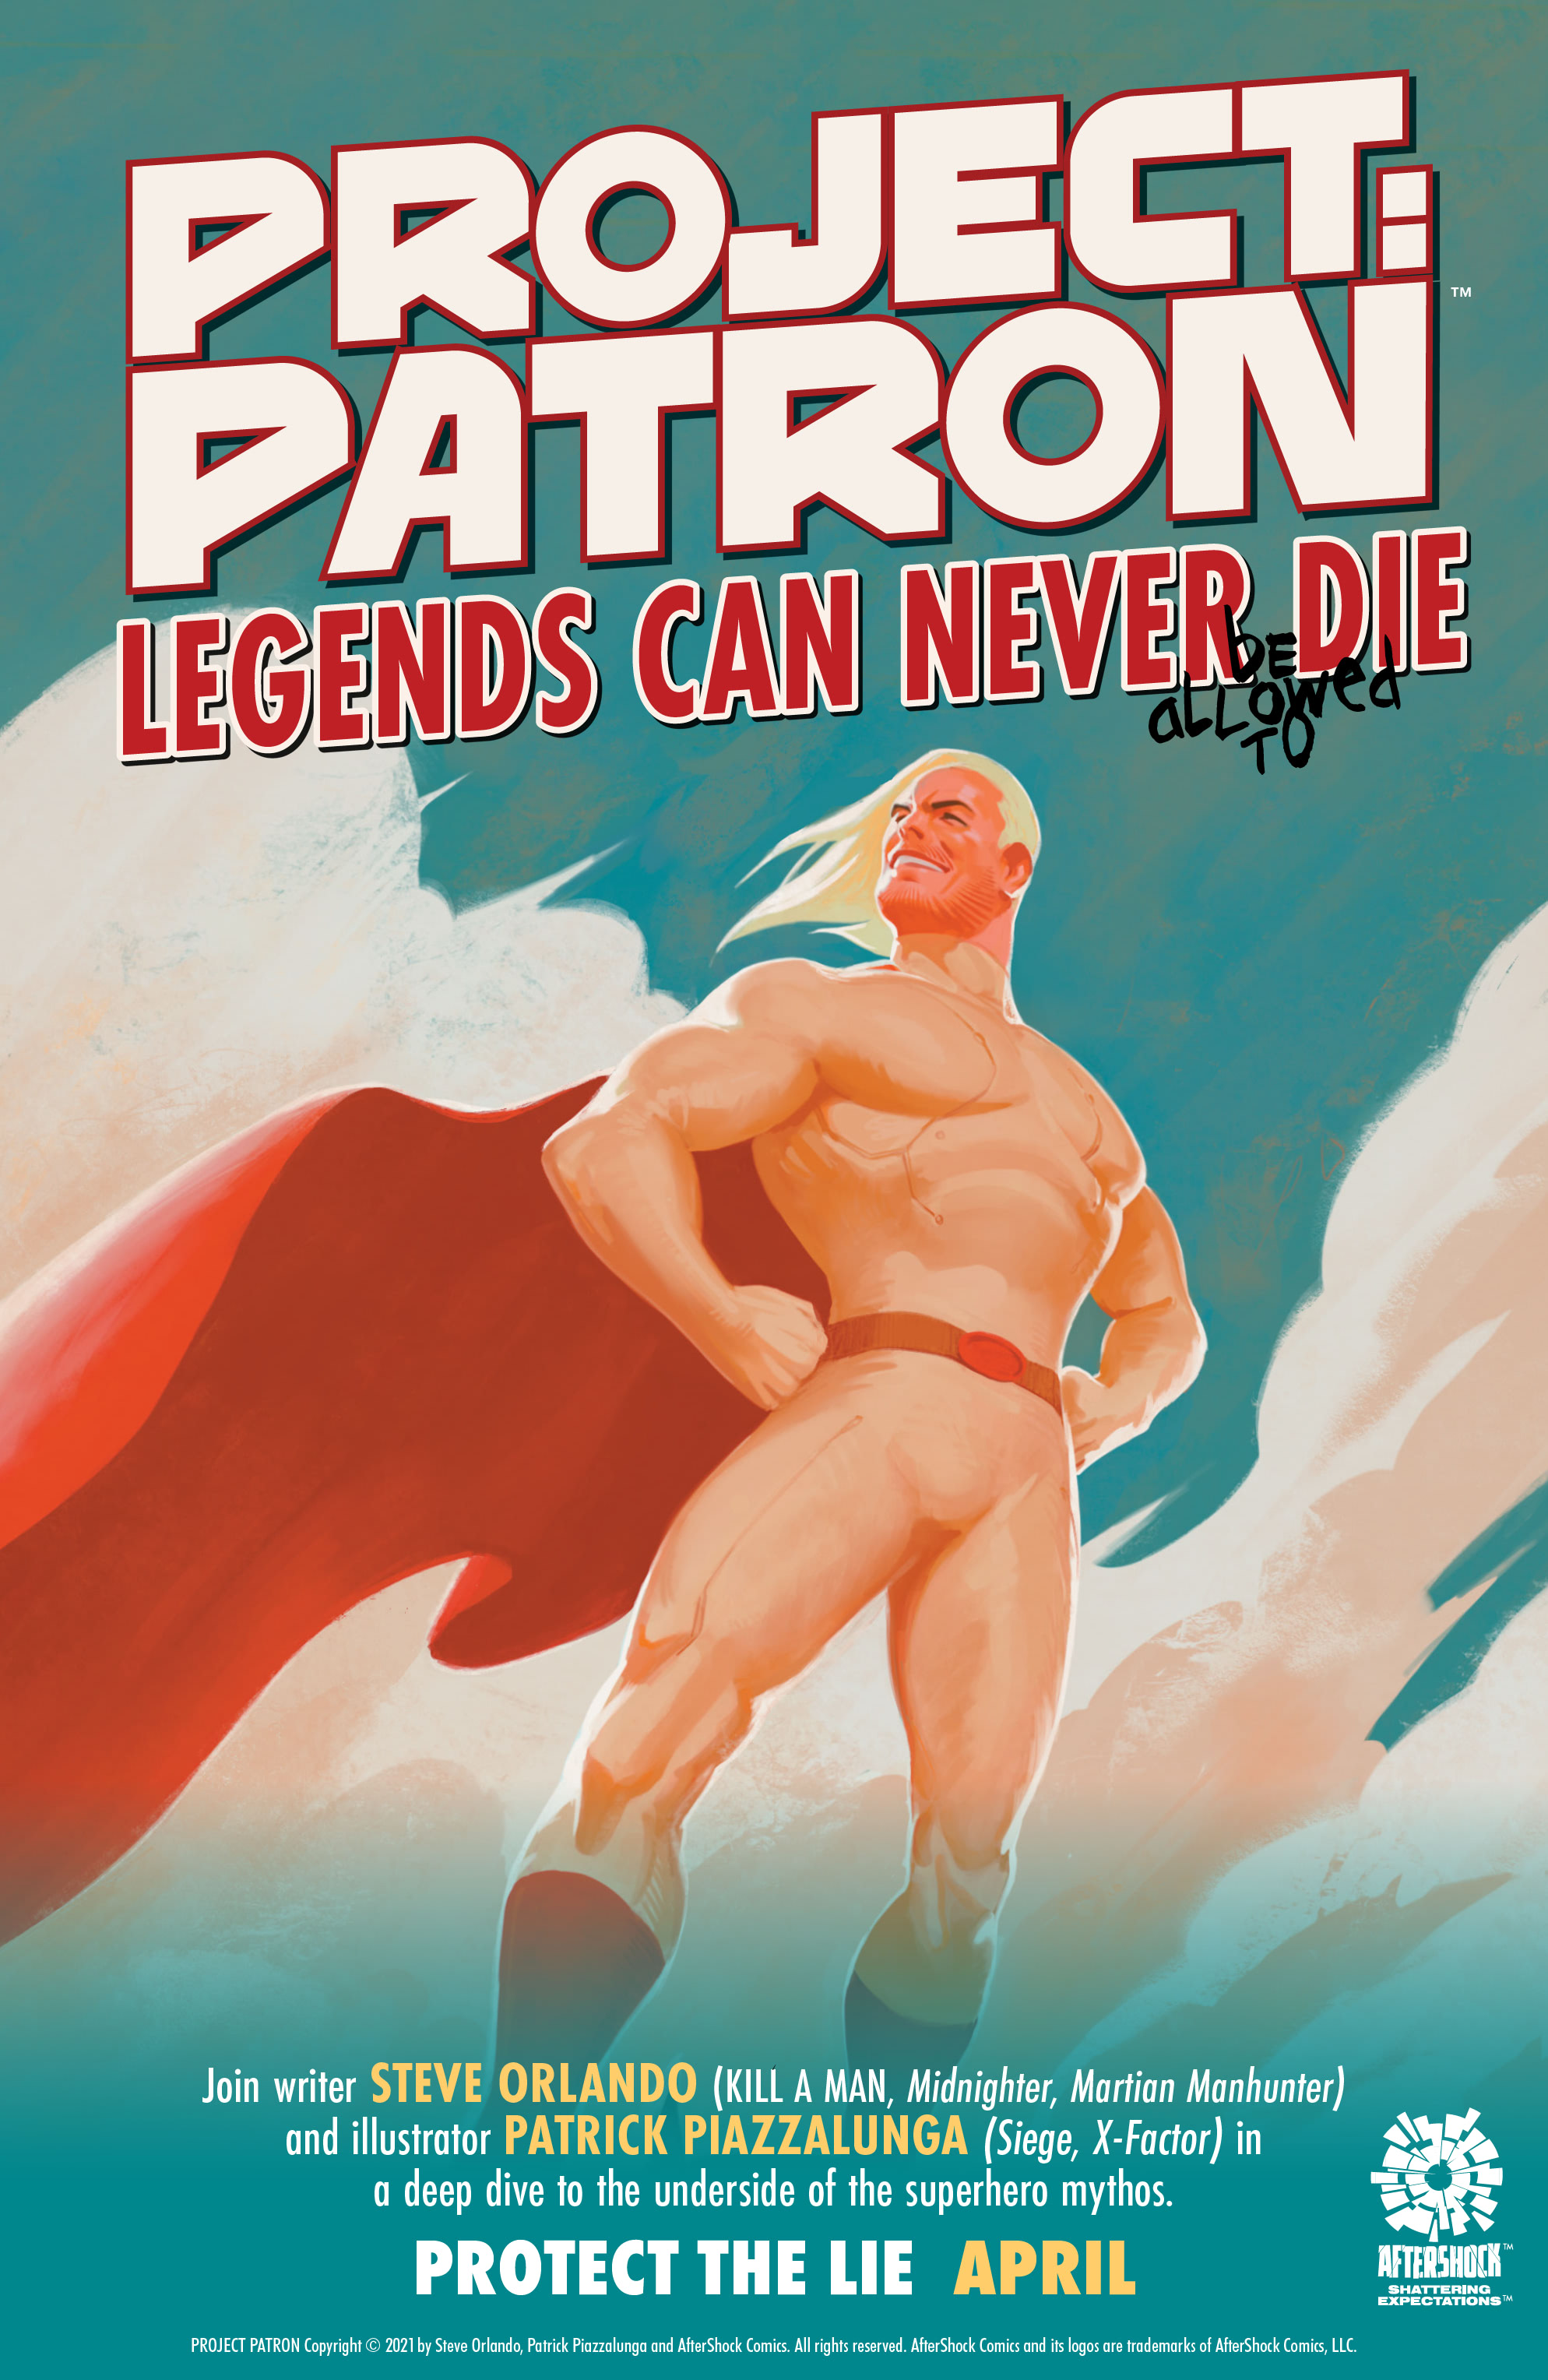 PROJECT:
PATRON™
LEGENDS CAN NEVER DIE
BE
allowed
TO
Join writer STEVE ORLANDO (KILL A MAN, Midnighter, Martian Manhunter)
and illustrator PATRICK PIAZZALUNGA (Siege, X-Factor) in
a deep dive to the underside of the superhero mythos.
PROTECT THE LIE APRIL
AFTERSHOCK™
SHATTERING
EXPECTATIONS™
PROJECT PATRON Copyright © 2021 by Steve Orlando, Patrick Piazzalunga and AfterShock Comics. All rights reserved. AfterShock Comics and its logos are trademarks of AfterShock Comics, LLC.